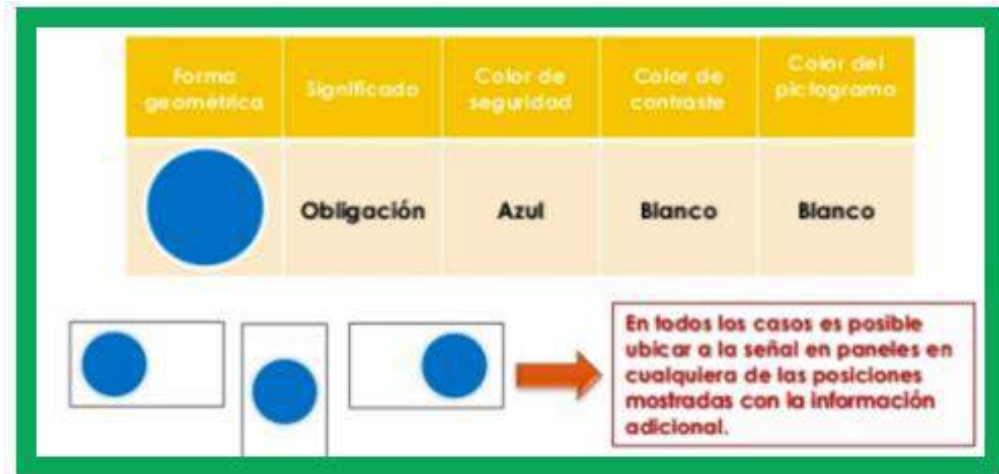 Forma
geométrica
Significado
Color de
seguridad
Color de
contraste
Color del
pictograma
Obligación
Azul
Blanco
Blanco
En todos los casos es posible
ubicar a la señal en paneles en
cualquiera de las posiciones
mostradas con la información
adicional.